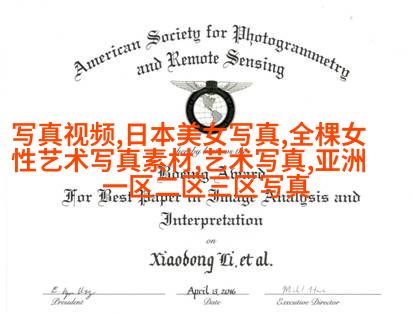 American Society for Photogrammetry
and Remote Sensing
写真视频,日本美女写真,全棵女
性艺术写真素材,艺术写真,亚洲
一区二区三区写真
Boeing Award
For Best Paper in Image Analysis and
Interpretation
on
Xiaodong Li, et al.
April 13, 2016
President Date Executive Director